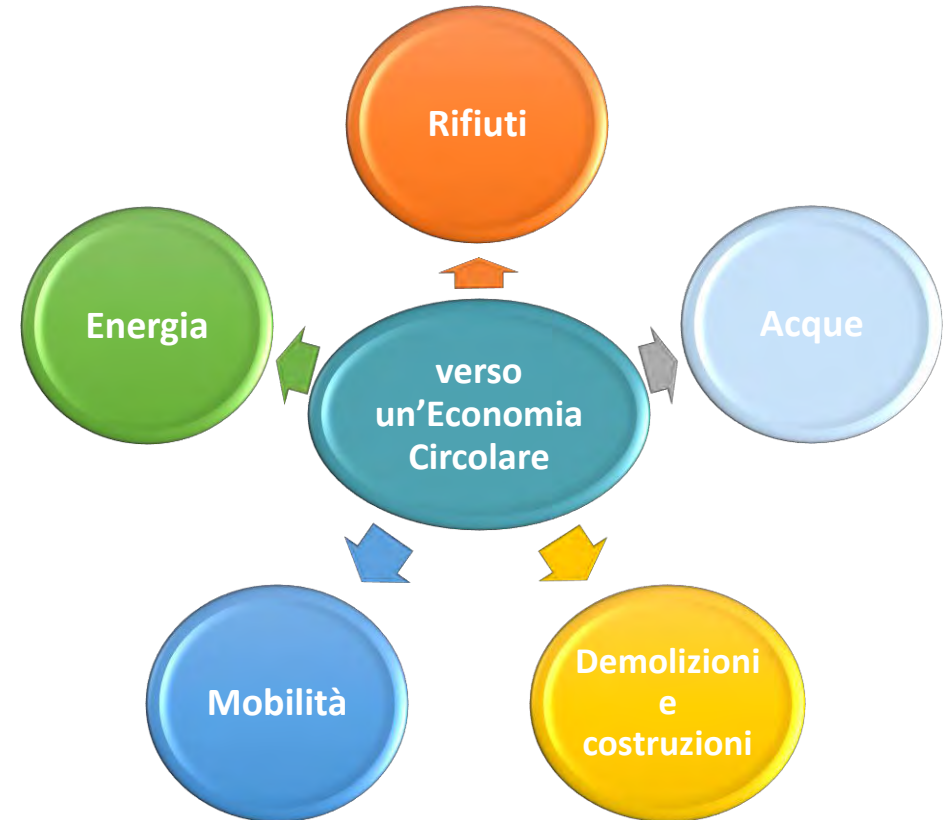 Rifiuti
Energia
Acque
verso
un’Economia
Circolare
Mobilità
Demolizioni
e
costruzioni